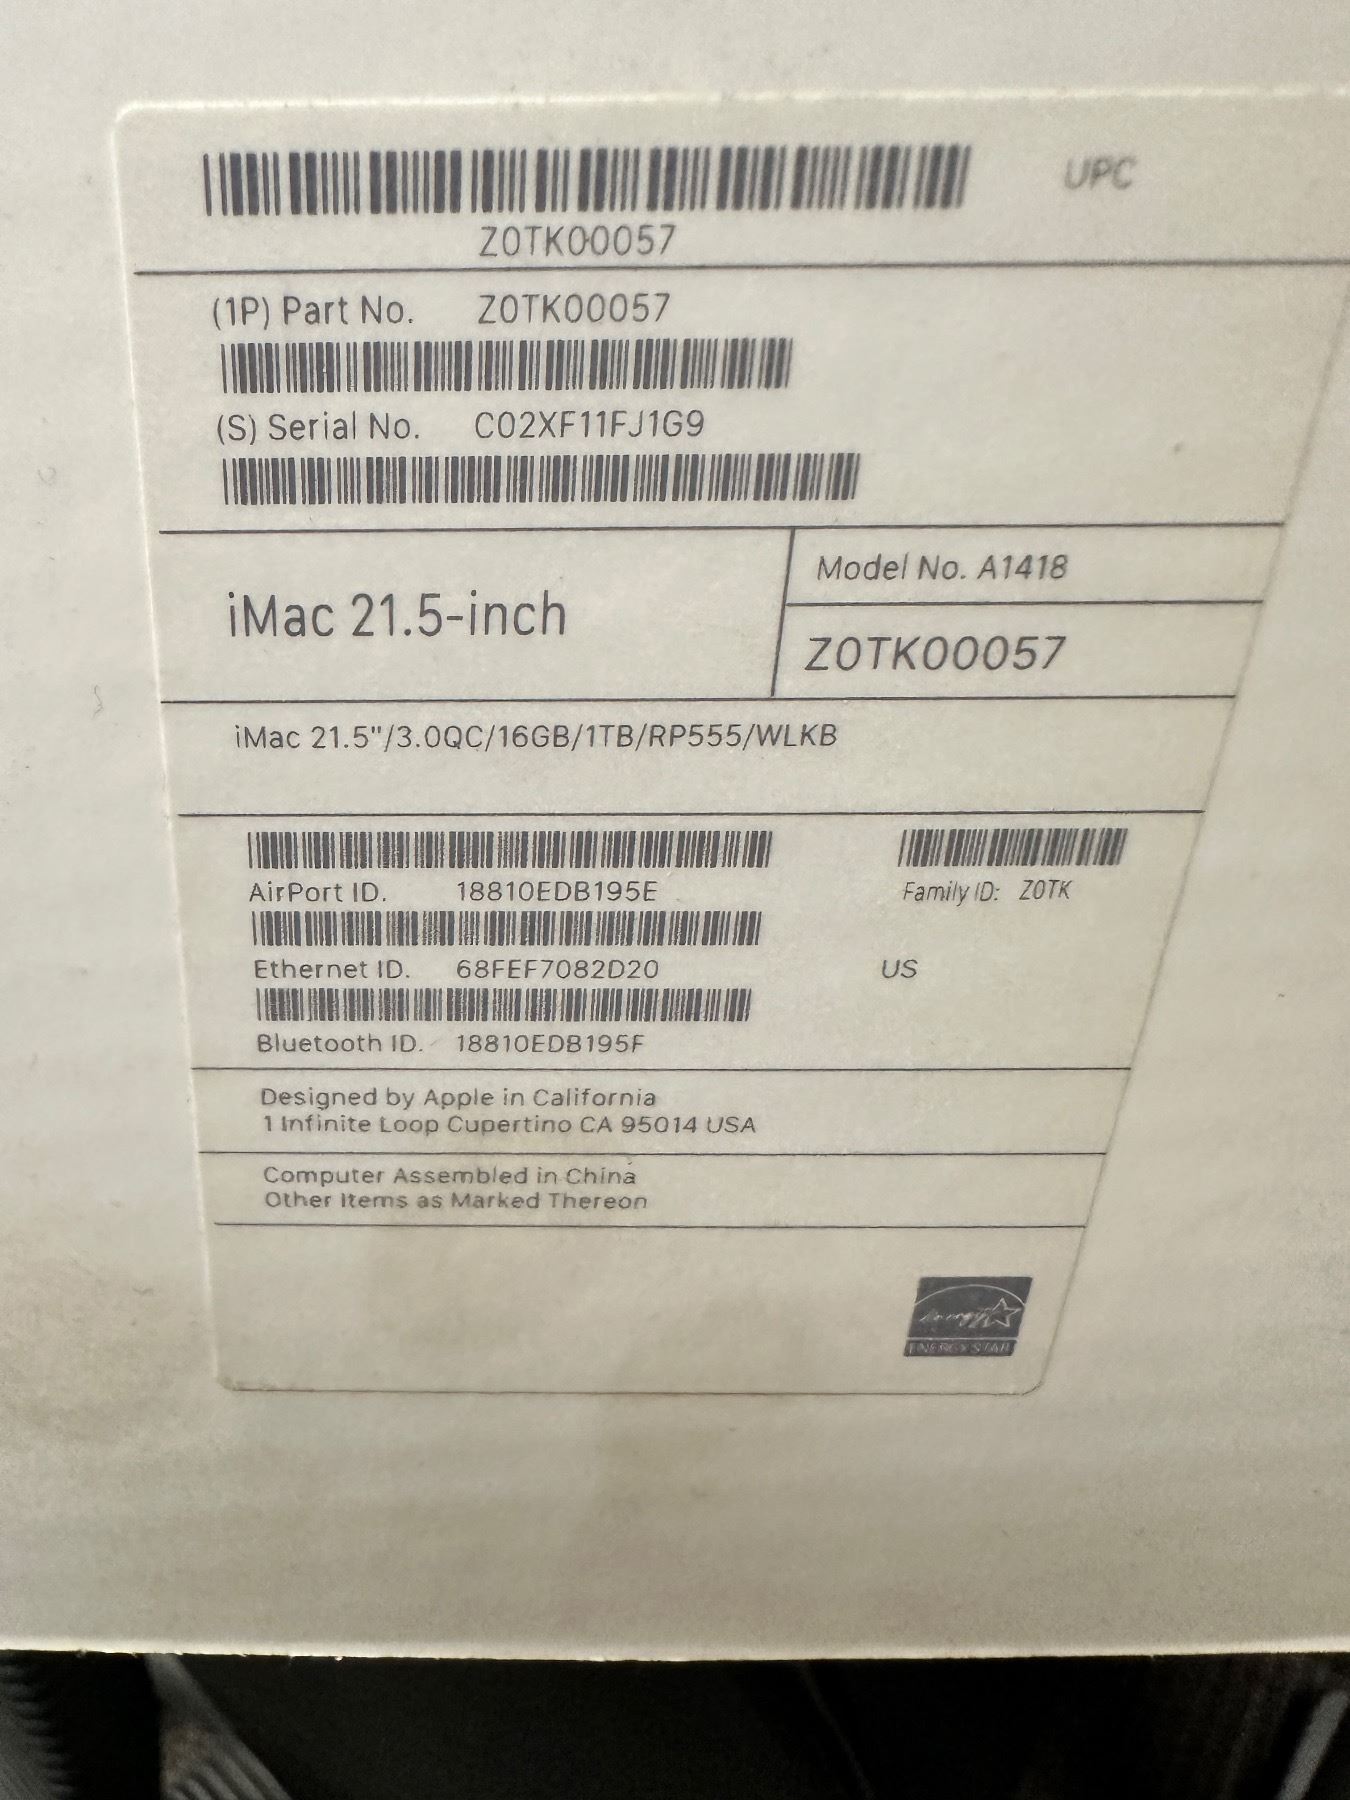 UPC
Z0TK00057
(1P) Part No. Z0TK00057
(S) Serial No. C02XF11FJ1G9
iMac 21.5-inch
Model No. A1418
Z0TK00057
iMac 21.5"/3.0QC/16GB/1TB/RP555/WLKB
AirPort ID. 18810EDB195E
Family ID: Z0TK
Ethernet ID. 68FEF7082D20
US
Bluetooth ID. 18810EDB195F
Designed by Apple in California
1 Infinite Loop Cupertino CA 95014 USA
Computer Assembled in China
Other Items as Marked Thereon
energy
ENERGY STAR